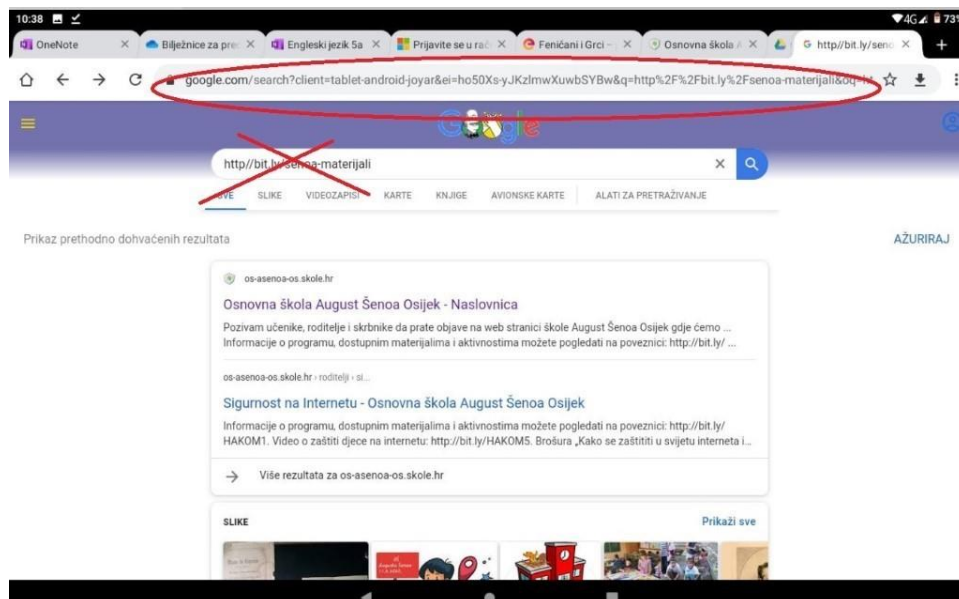 10:38
4G 73%
OneNote
Bilježnice za pre
Engleski jezik 5a
Prijavite se u rač
Feničani i Grci –
Osnovna škola A
http//bit.ly/seno
google.com/search?client=tablet-android-joyar&ei=ho50Xs-yJKzlmwXuwbSYBw&q=http%2F%2Fbit.ly%2Fsenoa-materijali&oq=ht
Google
http//bit.ly/senoa-materijali
SVE SLIKE VIDEOZAPISI KARTE KNJIGE AVIONSKE KARTE ALATI ZA PRETRAŽIVANJE
Prikaz prethodno dohvaćenih rezultata AŽURIRAJ
os-asenoa-os.skole.hr
Osnovna škola August Šenoa Osijek - Naslovnica
Pozivam učenike, roditelje i skrbnike da prate objave na web stranici škole August Šenoa Osijek gdje ćemo ...
Informacije o programu, dostupnim materijalima i aktivnostima možete pogledati na poveznici: http://bit.ly/ ...
os-asenoa-os.skole.hr › roditelji › si...
Sigurnost na Internetu - Osnovna škola August Šenoa Osijek
Informacije o programu, dostupnim materijalima i aktivnostima možete pogledati na poveznici: http://bit.ly/
HAKOM1. Video o zaštiti djece na internetu: http://bit.ly/HAKOM5. Brošura „Kako se zaštititi u svijetu interneta i...
Više rezultata za os-asenoa-os.skole.hr
SLIKE Prikaži sve